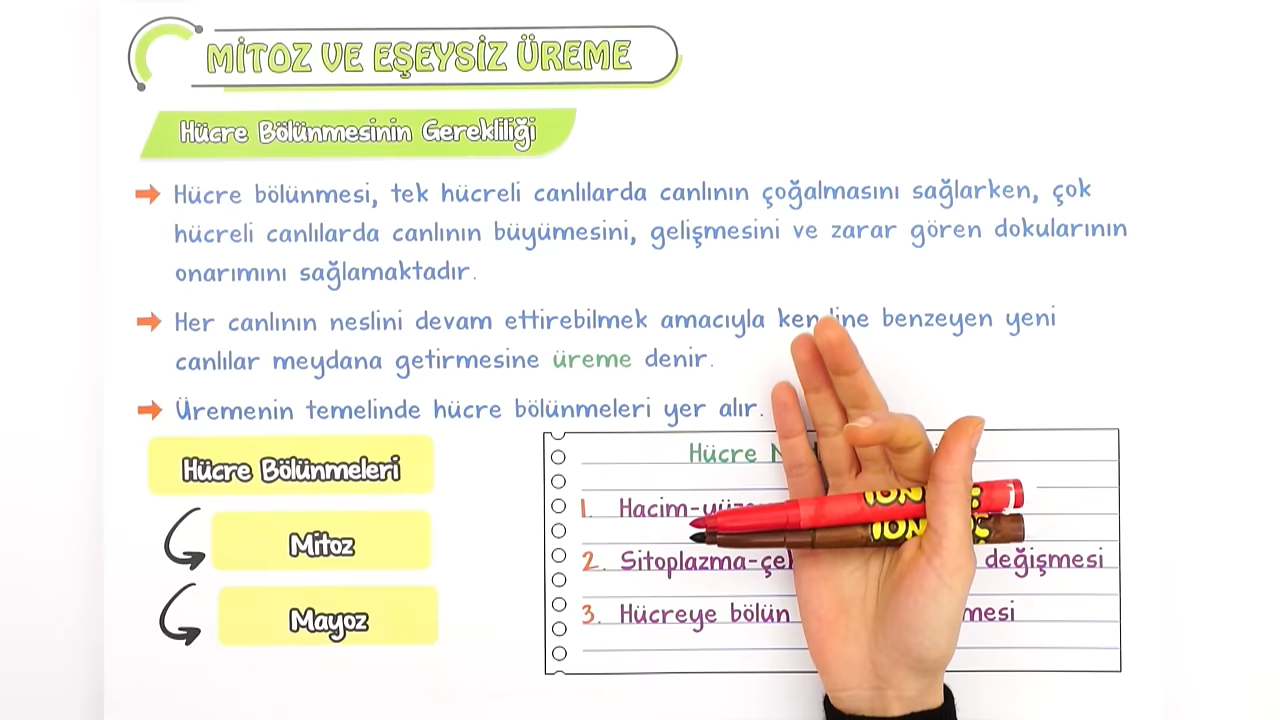 MİTOZ VE EŞEYSİZ ÜREME
Hücre Bölünmesinin Gerekliliği
Hücre bölünmesi, tek hücreli canlılarda canlının çoğalmasını sağlarken, çok
hücreli canlılarda canlının büyümesini, gelişmesini ve zarar gören dokularının
onarımını sağlamaktadır.
Her canlının neslini devam ettirebilmek amacıyla kendine benzeyen yeni
canlılar meydana getirmesine üreme denir.
Üremenin temelinde hücre bölünmeleri yer alır.
Hücre Bölünmeleri
Mitoz
Mayoz
Hücre
1. Hacim-
2. Sitoplazma- değişmesi
3. Hücreye bölün mesi